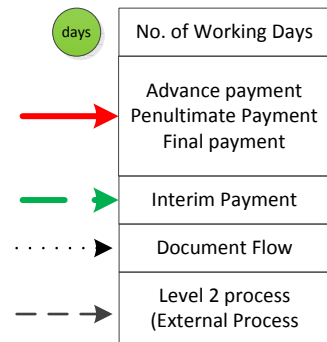 days
No. of Working Days
Advance payment
Penultimate Payment
Final payment
Interim Payment
Document Flow
Level 2 process
(External Process